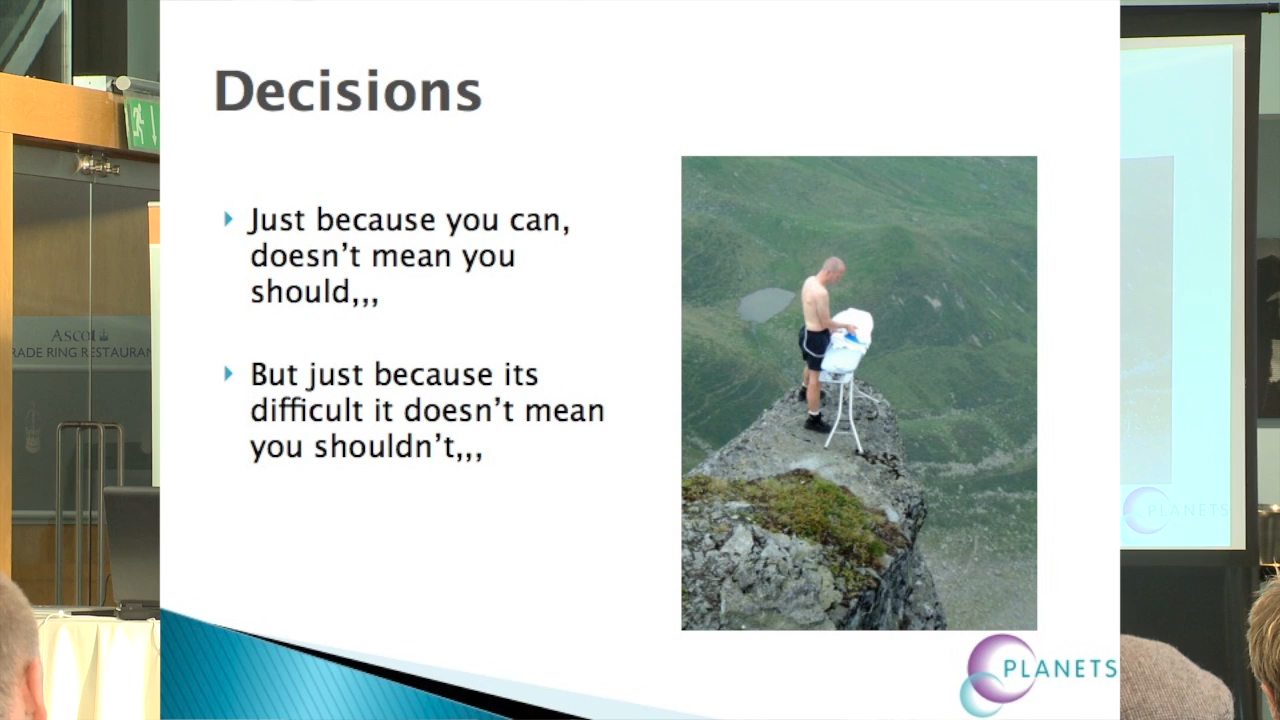 Decisions
Just because you can,
doesn't mean you
should,,,
But just because its
difficult it doesn't mean
you shouldn't,,,
PLANETS
Ascot
RADE RING RESTAURAN
PLANETS